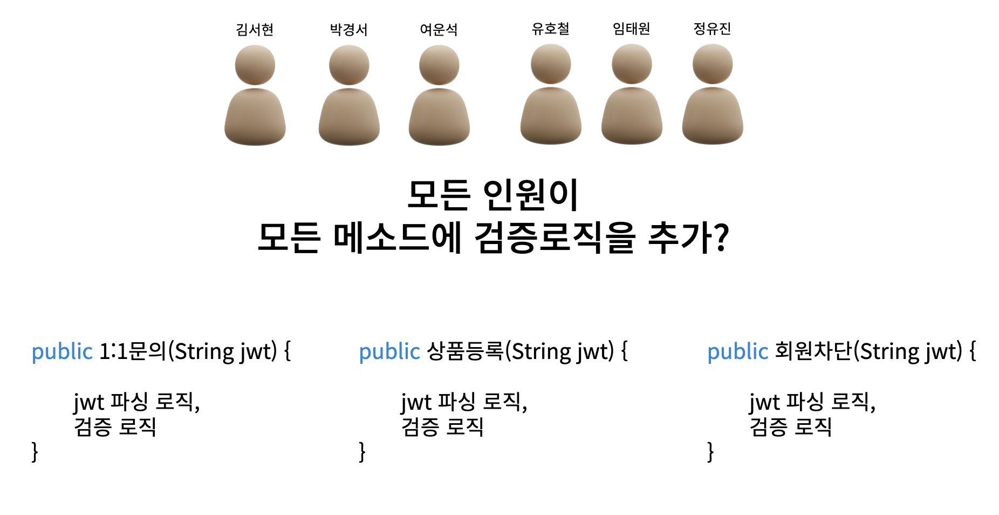 김서현 박경서 여운석 유호철 임태원 정유진
모든 인원이
모든 메소드에 검증로직을 추가?
public 1:1문의(String jwt) {
jwt 파싱 로직,
검증 로직
}
public 상품등록(String jwt) {
jwt 파싱 로직,
검증 로직
}
public 회원차단(String jwt) {
jwt 파싱 로직,
검증 로직
}